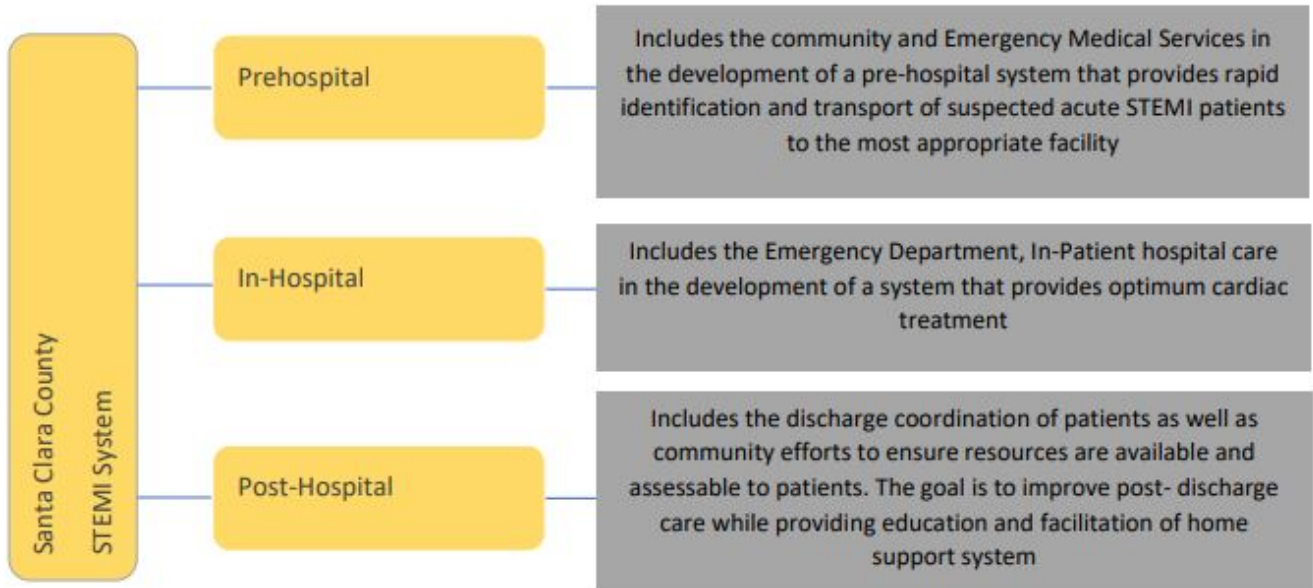 Santa Clara County
STEMI System
Prehospital
Includes the community and Emergency Medical Services in
the development of a pre-hospital system that provides rapid
identification and transport of suspected acute STEMI patients
to the most appropriate facility
In-Hospital
Includes the Emergency Department, In-Patient hospital care
in the development of a system that provides optimum cardiac
treatment
Post-Hospital
Includes the discharge coordination of patients as well as
community efforts to ensure resources are available and
assessable to patients. The goal is to improve post- discharge
care while providing education and facilitation of home
support system